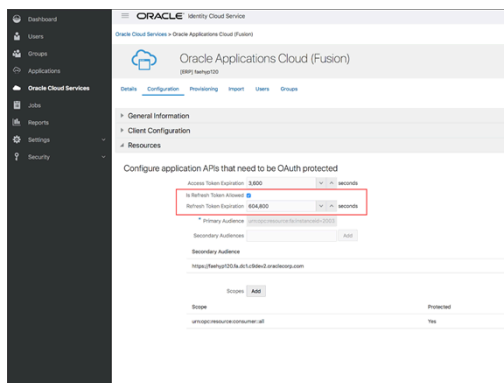 Dashboard
Users
Groups
Applications
Oracle Cloud Services
Jobs
Reports
Settings
Security
ORACLE Identity Cloud Service
Oracle Cloud Services > Oracle Applications Cloud (Fusion)
Oracle Applications Cloud (Fusion)
[ERP] faehyp120
Details Configuration Provisioning Import Users Groups
General Information
Client Configuration
Resources
Configure application APIs that need to be OAuth protected
Access Token Expiration 3,600 seconds
Is Refresh Token Allowed
Refresh Token Expiration 604,800 seconds
* Primary Audience
Secondary Audiences Add
Secondary Audience
Scopes Add
Scope Protected
urn:opc:resource:consumer::all Yes